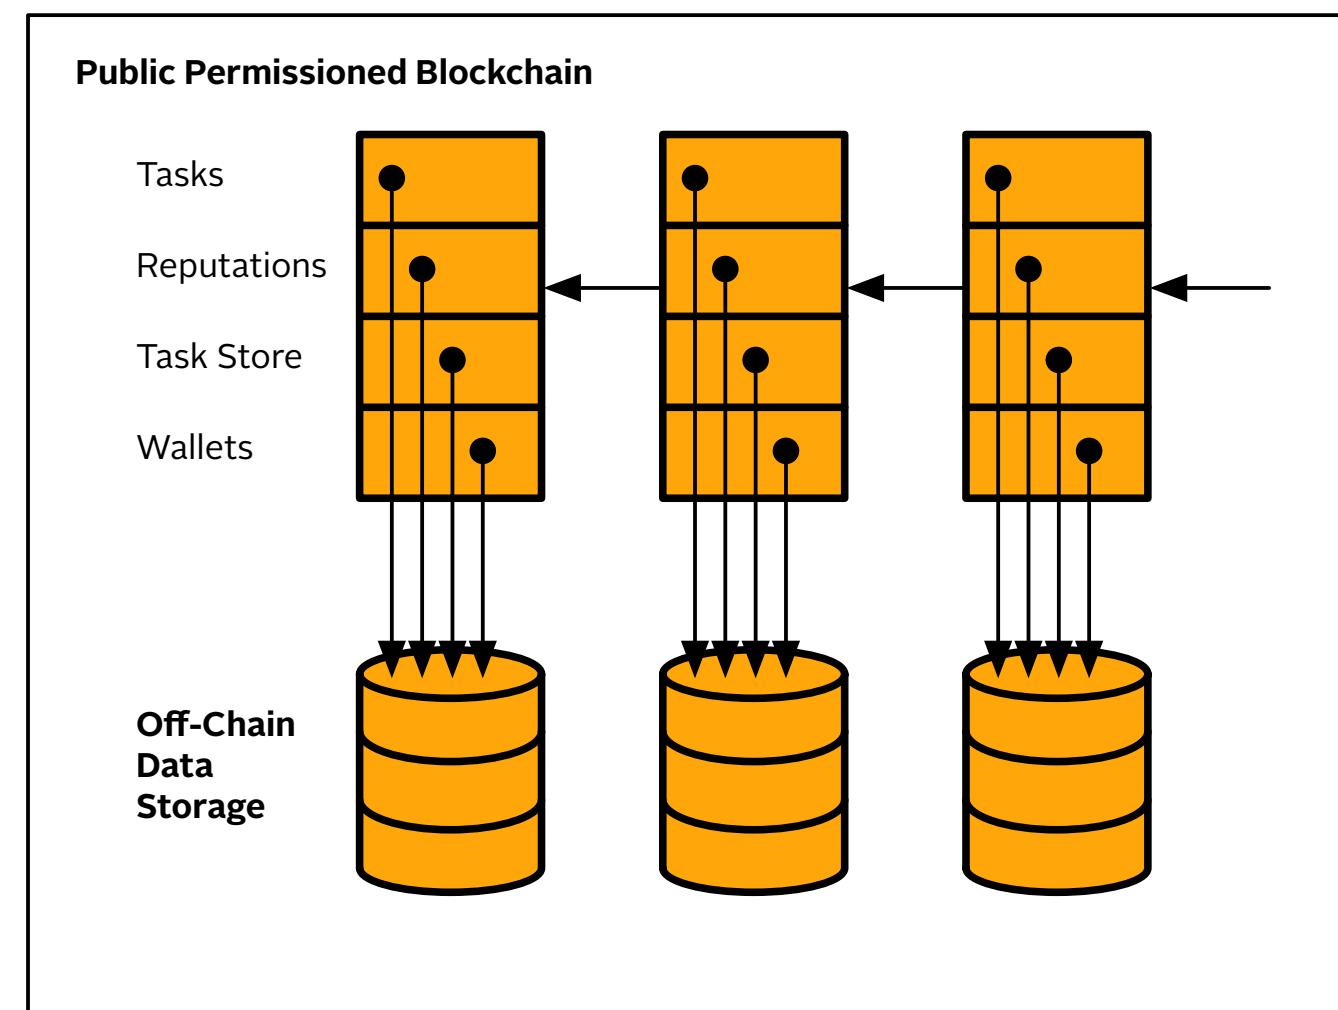 Public Permissioned Blockchain
Tasks
Reputations
Task Store
Wallets
Off-Chain
Data
Storage